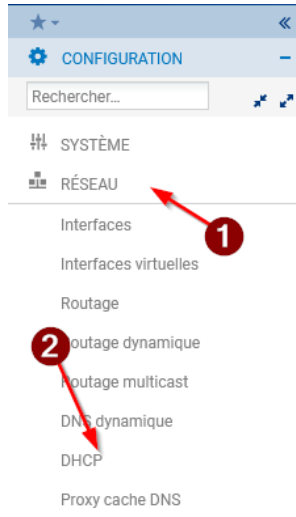 CONFIGURATION
Rechercher...
SYSTÈME
RÉSEAU
1
Interfaces
Interfaces virtuelles
Routage
2
outage dynamique
Routage multicast
DNS dynamique
DHCP
Proxy cache DNS